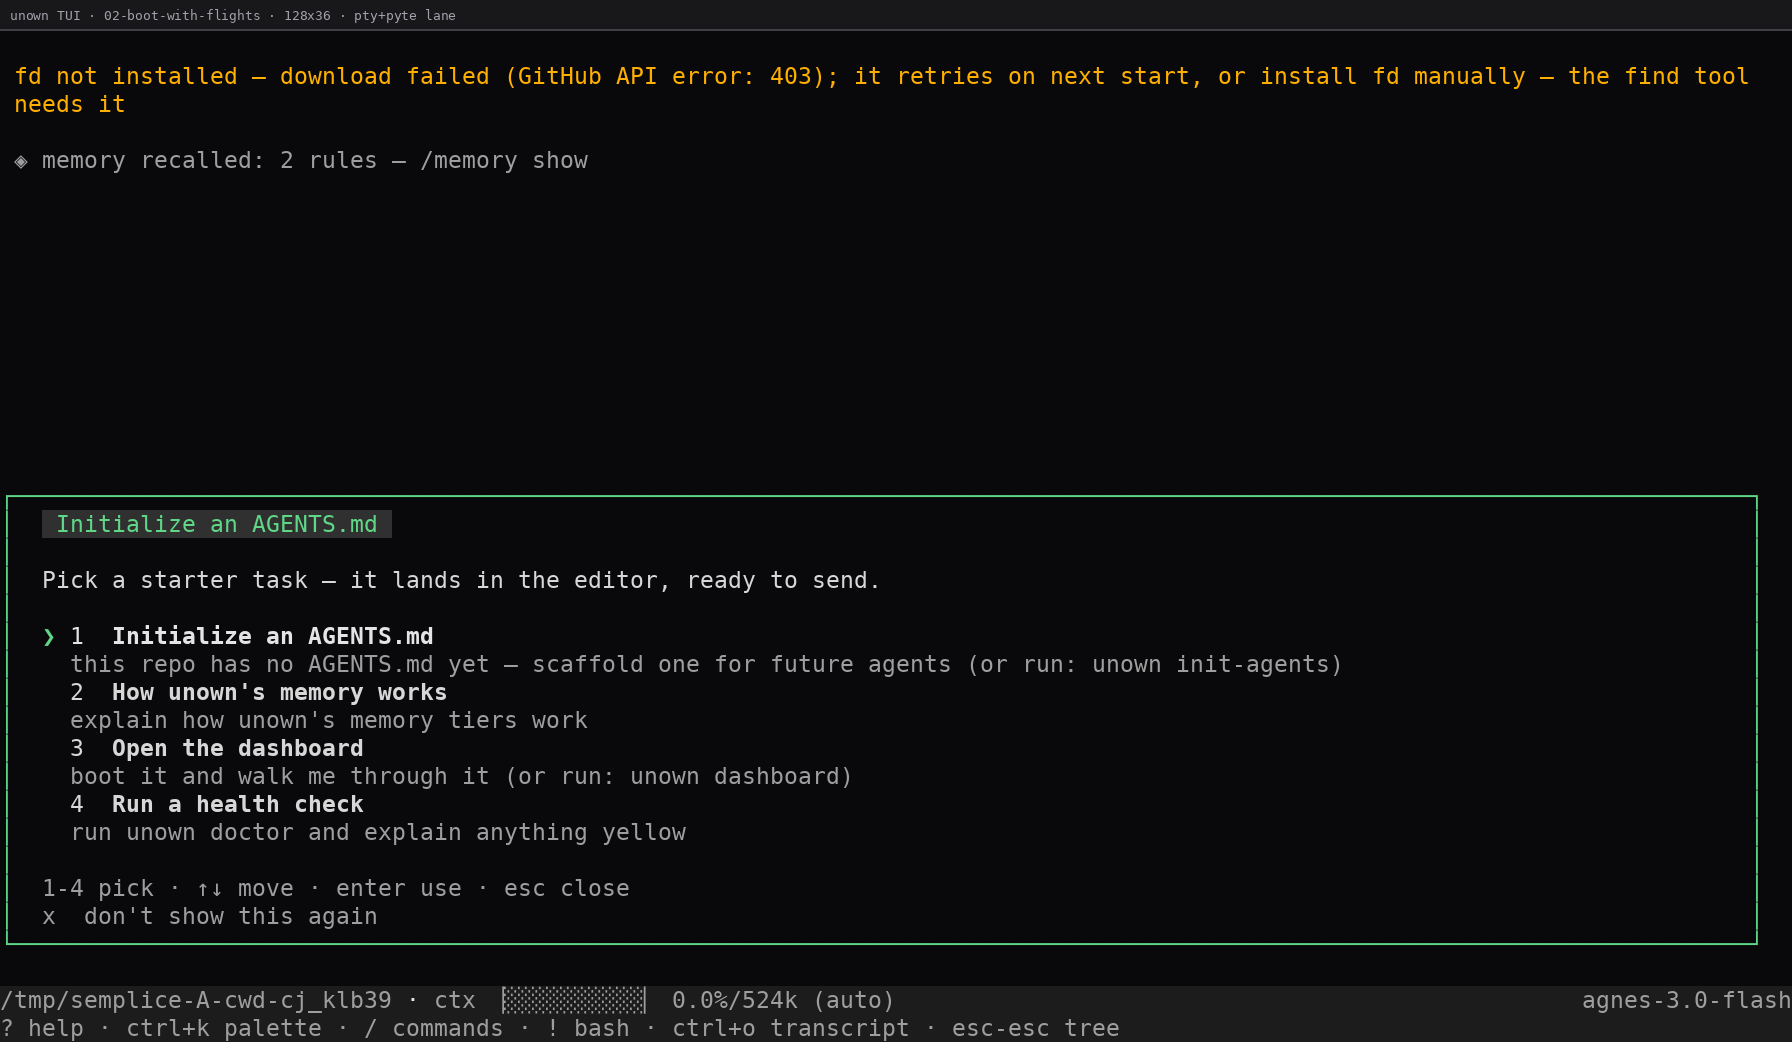 unown TUI · 02-boot-with-flights · 128x36 · pty+pyte lane
fd not installed — download failed (GitHub API error: 403); it retries on next start, or install fd manually — the find tool
needs it
◈ memory recalled: 2 rules — /memory show
Initialize an AGENTS.md
Pick a starter task — it lands in the editor, ready to send.
❯ 1  Initialize an AGENTS.md
this repo has no AGENTS.md yet — scaffold one for future agents (or run: unown init-agents)
2  How unown's memory works
explain how unown's memory tiers work
3  Open the dashboard
boot it and walk me through it (or run: unown dashboard)
4  Run a health check
run unown doctor and explain anything yellow
1-4 pick · ↑↓ move · enter use · esc close
x  don't show this again
/tmp/semplice-A-cwd-cj_klb39 · ctx ▕░░░░░░░░░░▏ 0.0%/524k (auto) agnes-3.0-flash
? help · ctrl+k palette · / commands · ! bash · ctrl+o transcript · esc-esc tree